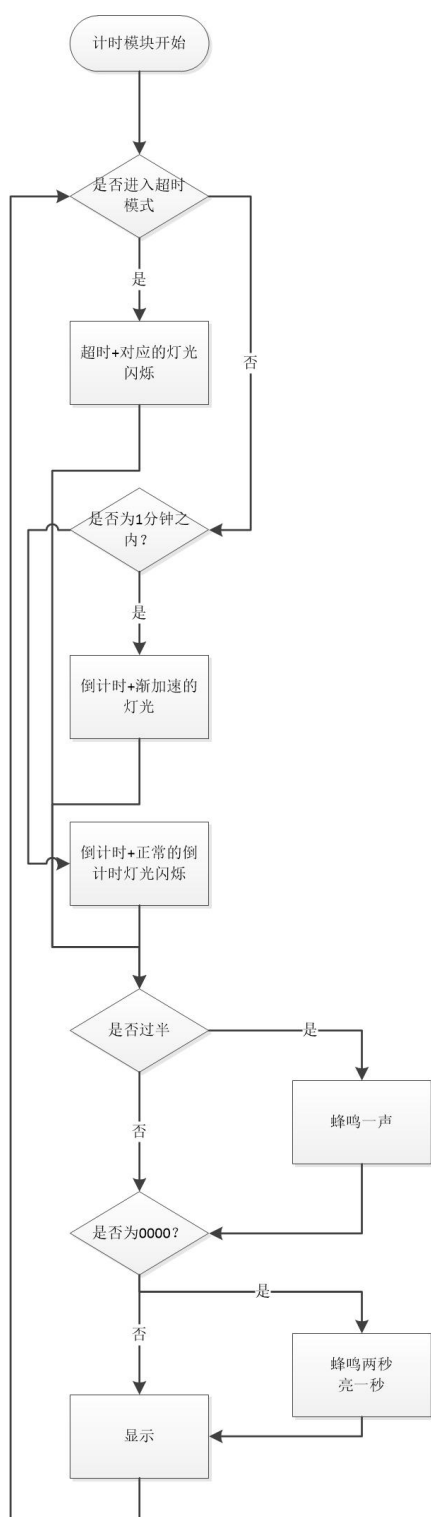 计时模块开始
是否进入超时
模式
是
超时+对应的灯光
闪烁
否
是否为1分钟之
内?
是
倒计时+渐加速的
灯光
倒计时+正常的倒
计时灯光闪烁
是否过半
是
蜂鸣一声
否
是否为0000?
是
否
蜂鸣两秒
亮一秒
显示